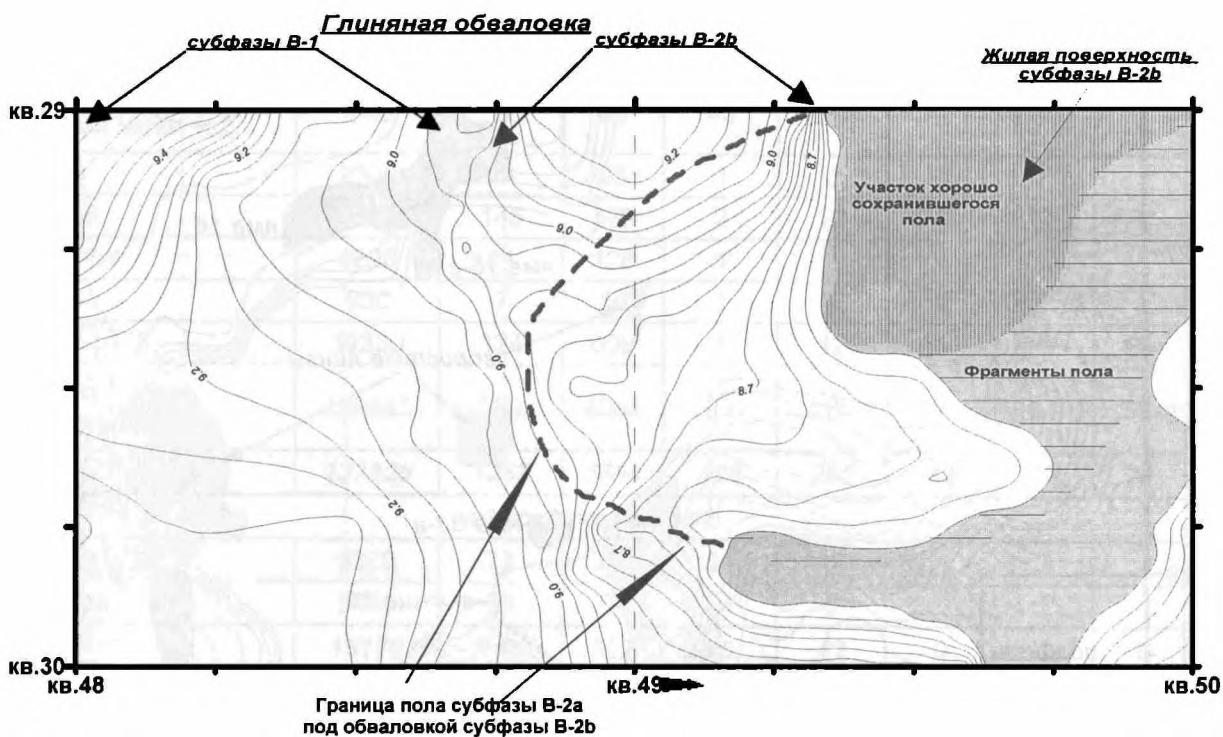 Глиняная обваловка
субфазы В-1
субфазы В-2b
Жилая поверхность
субфазы В-2b
кв.29
9.4
9.2
9.0
9.2
9.0
8.7
Участок хорошо
сохранившегося
пола
9.0
9.2
9.0
8.7
Фрагменты пола
9.2
8.7
9.0
кв.30
кв.48
кв.49
кв.50
Граница пола субфазы В-2а
под обваловкой субфазы В-2b